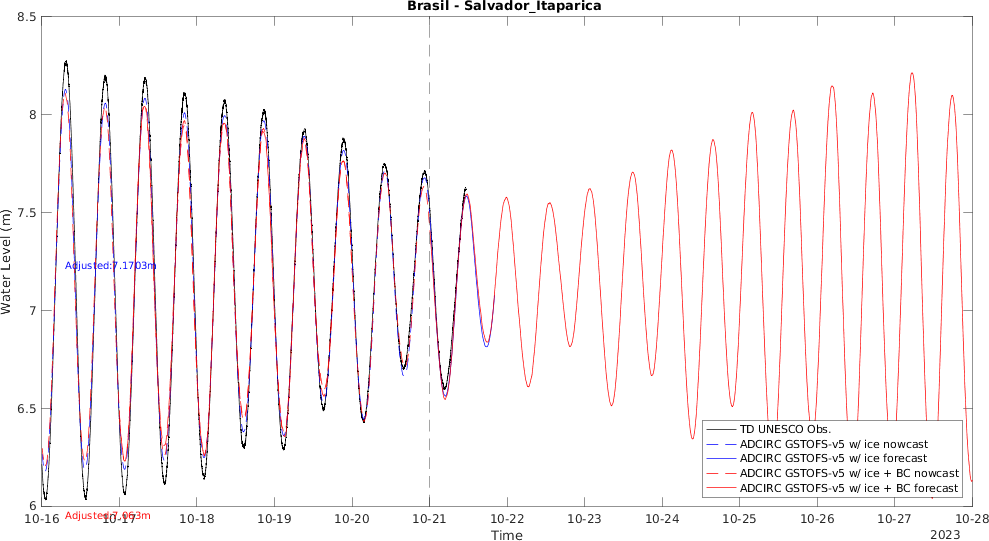 Brasil - Salvador_Itaparica
8.5
8
7.5
7
6.5
6
Water Level (m)
Adjusted:7.1703m
Adjusted:7.063m
TD UNESCO Obs.
ADCIRC GSTOFS-v5 w/ ice nowcast
ADCIRC GSTOFS-v5 w/ ice forecast
ADCIRC GSTOFS-v5 w/ ice + BC nowcast
ADCIRC GSTOFS-v5 w/ ice + BC forecast
10-16 10-17 10-18 10-19 10-20 10-21 10-22 10-23 10-24 10-25 10-26 10-27 10-28
Time
2023